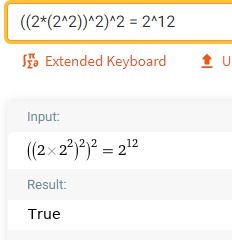 ((2*(2^2))^2)^2 = 2^12
Extended Keyboard
Input:
((2×2²)²)² = 2¹²
Result:
True